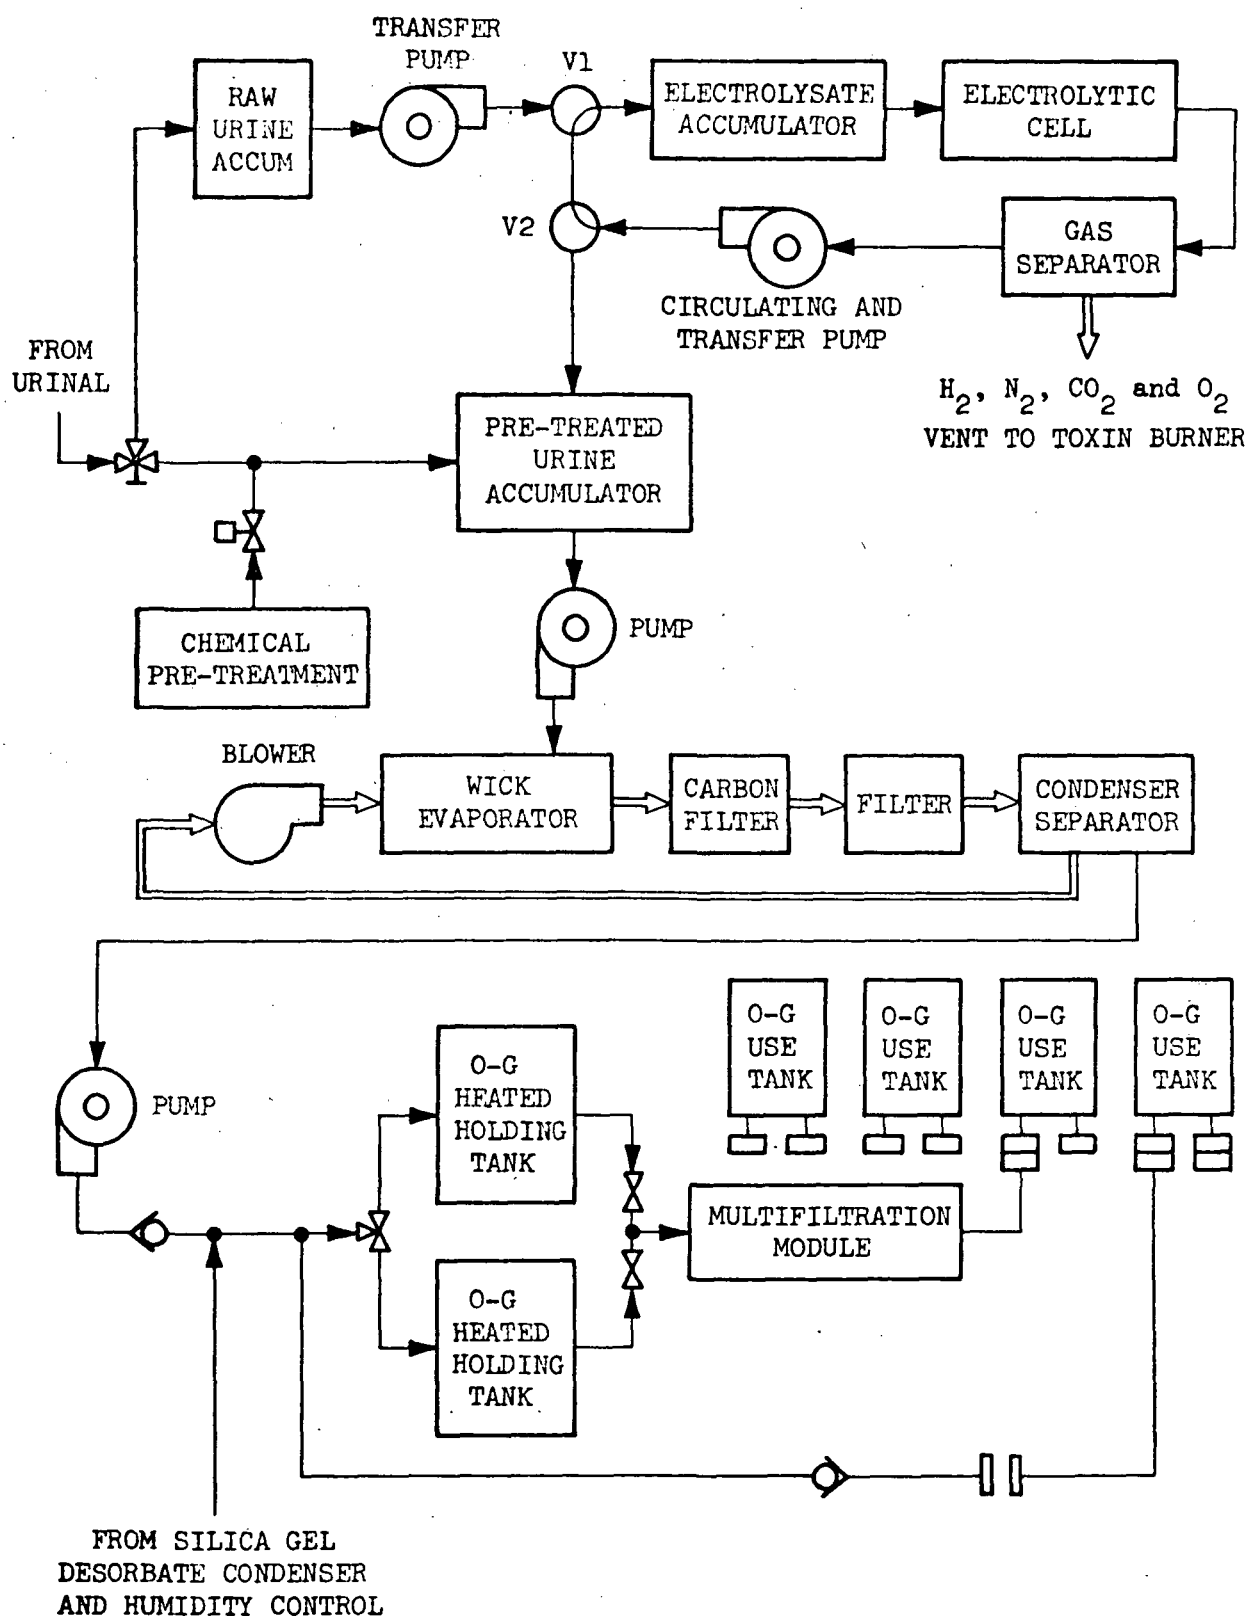 TRANSFER
PUMP
V1
RAW
URINE
ACCUM
ELECTROLYSATE
ACCUMULATOR
ELECTROLYTIC
CELL
V2
GAS
SEPARATOR
CIRCULATING AND
TRANSFER PUMP
FROM
URINAL
H2, N2, CO2 and O2
VENT TO TOXIN BURNER
PRE-TREATED
URINE
ACCUMULATOR
CHEMICAL
PRE-TREATMENT
PUMP
BLOWER
WICK
EVAPORATOR
CARBON
FILTER
FILTER
CONDENSER
SEPARATOR
O-G
USE
TANK
O-G
USE
TANK
O-G
USE
TANK
O-G
USE
TANK
PUMP
O-G
HEATED
HOLDING
TANK
MULTIFILTRATION
MODULE
O-G
HEATED
HOLDING
TANK
FROM SILICA GEL
DESORBATE CONDENSER
AND HUMIDITY CONTROL